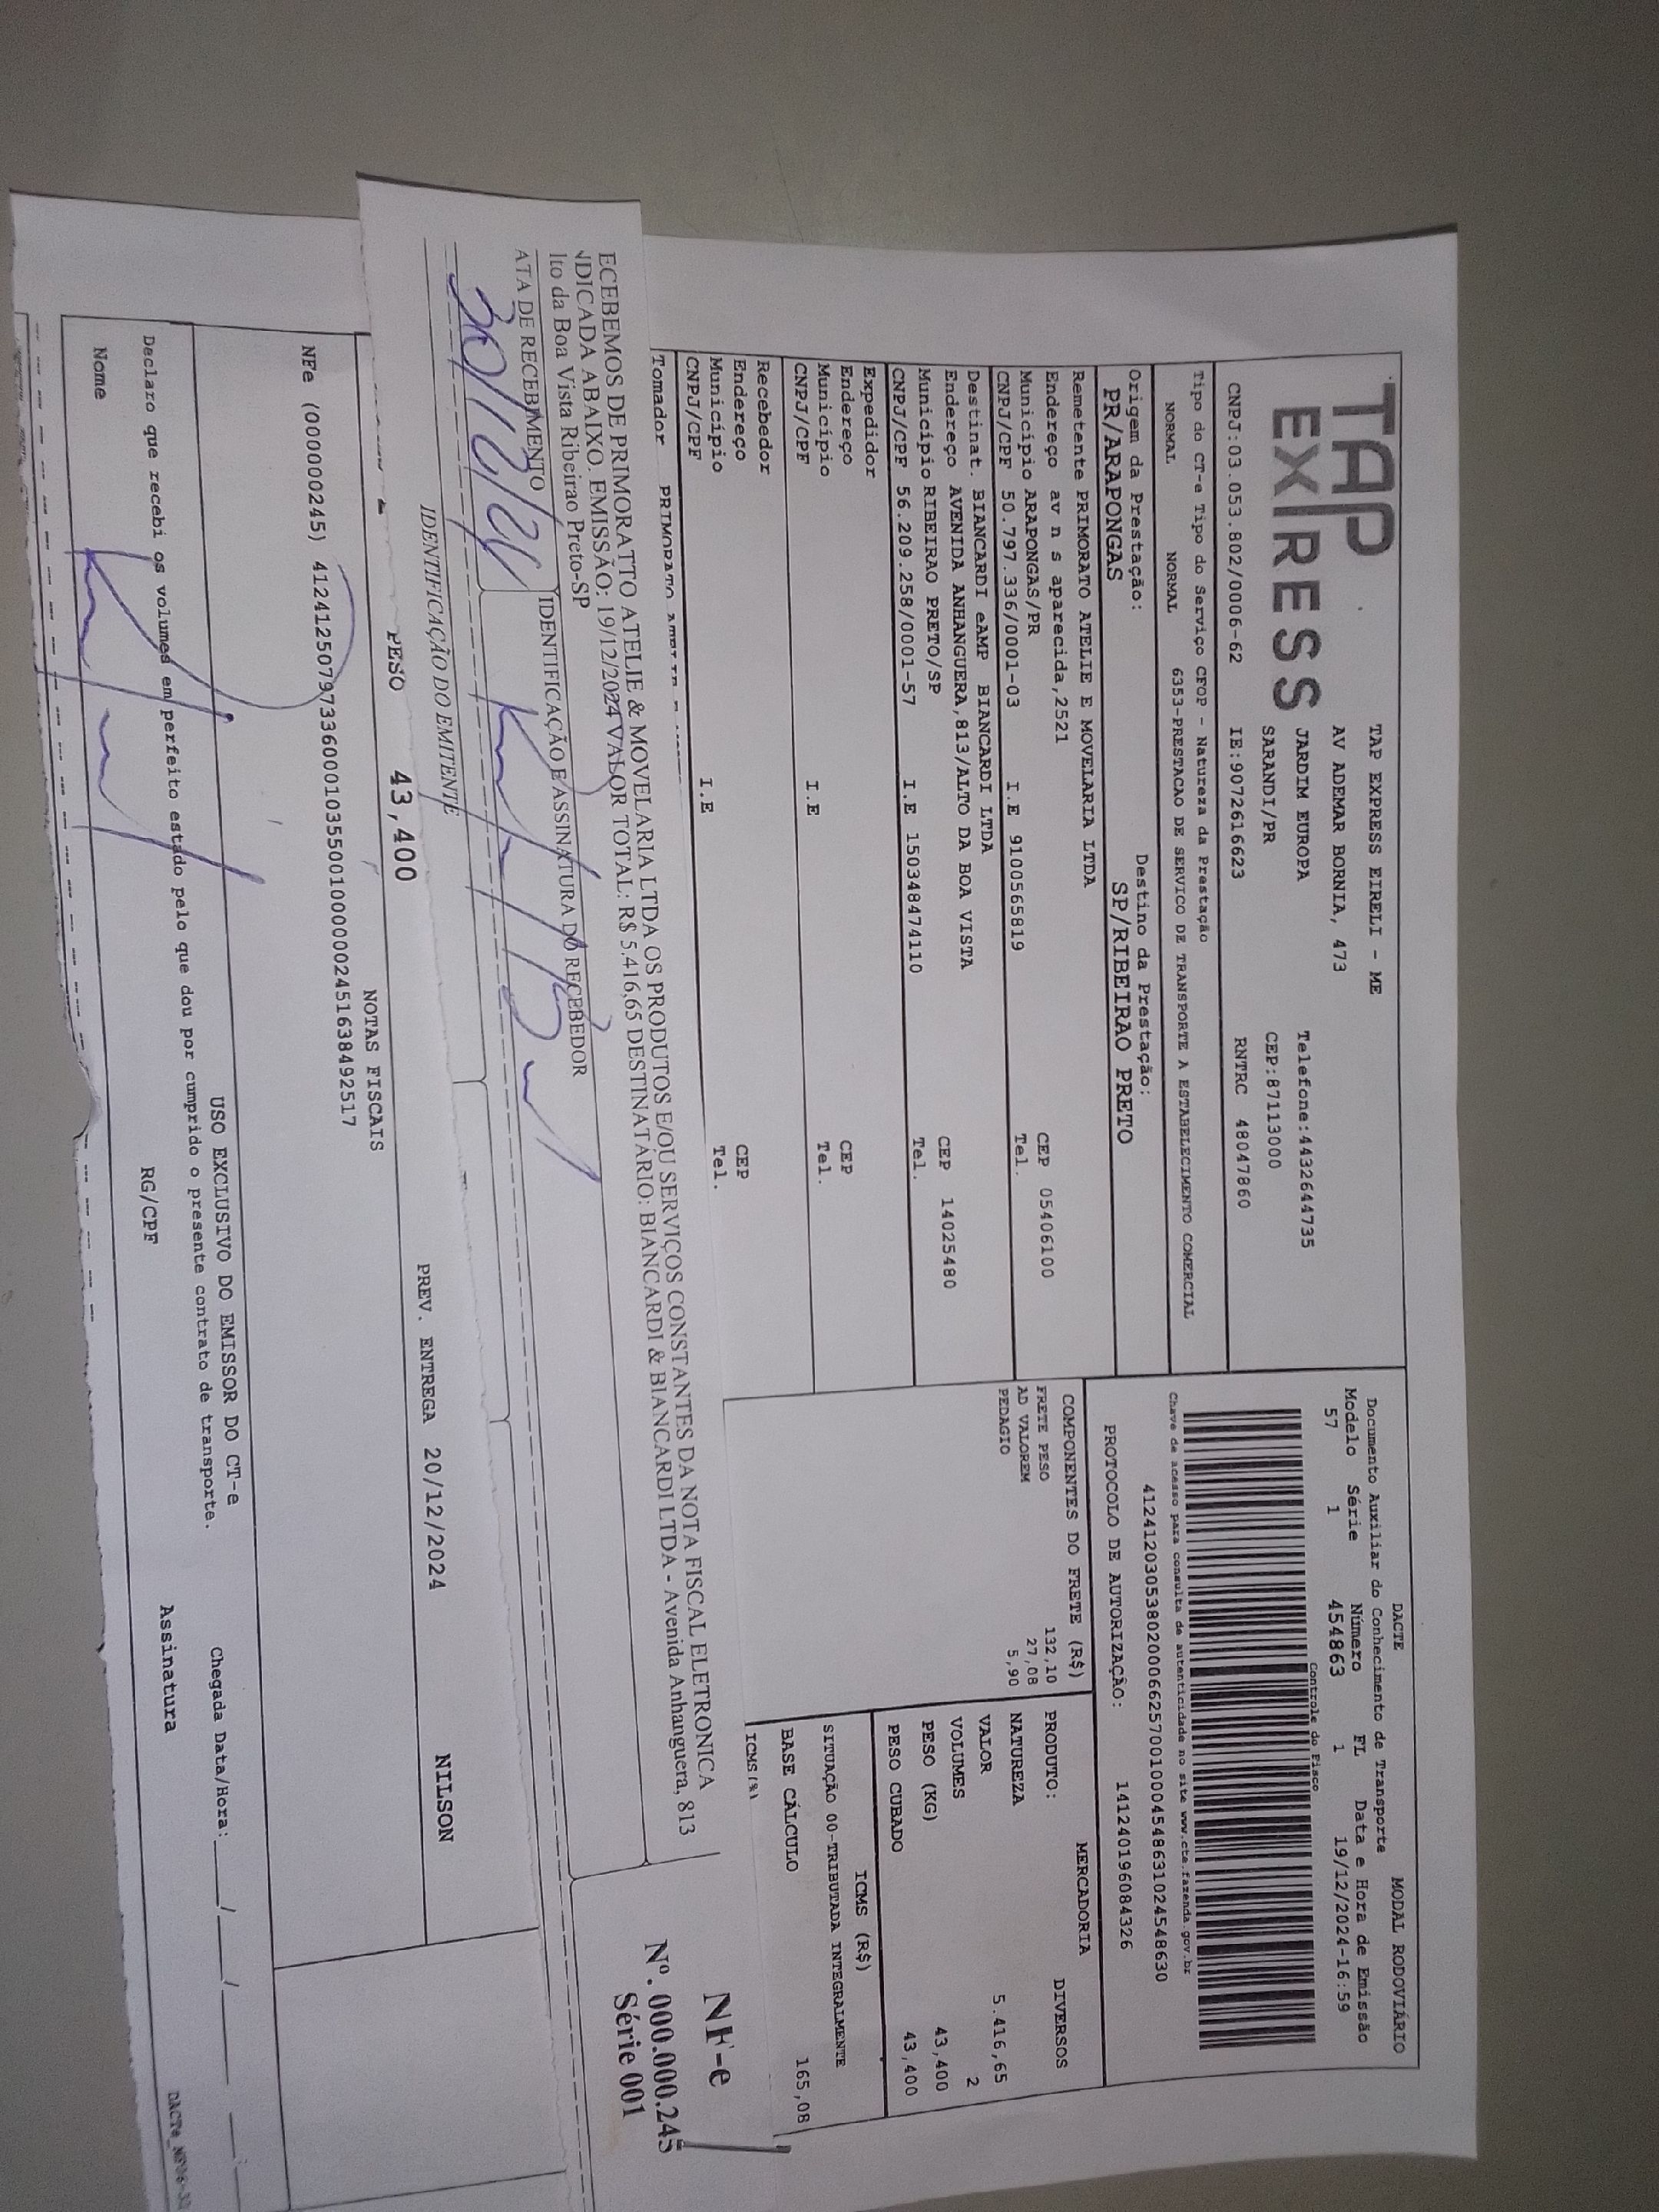 TAP
EXPRESS
TAP EXPRESS EIRELI - ME
AV ADEMAR BORNIA, 473
JARDIM EUROPA
Telefone:4432644735
SARANDI/PR
CEP:87113000
CNPJ:03.053.802/0006-62
IE:9072616623
RNTRC 48047860
DACTE
MODAL RODOVIÁRIO
Documento Auxiliar do Conhecimento de Transporte
Modelo Série Número FL Data e Hora de Emissão
57 1 454863 1 19/12/2024-16:59
Controle do Fisco
Chave de acesso para consulta de autenticidade no site www.cte.fazenda.gov.br
41241203053802000662570010004548631024548630
PROTOCOLO DE AUTORIZAÇÃO: 141240196084326
Tipo do CT-e Tipo do Serviço CFOP - Natureza da Prestação
NORMAL NORMAL 6353-PRESTACAO DE SERVICO DE TRANSPORTE A ESTABELECIMENTO COMERCIAL
Origem da Prestação: Destino da Prestação:
PR/ARAPONGAS SP/RIBEIRAO PRETO
Remetente PRIMORATO ATELIE E MOVELARIA LTDA
Endereço av n s aparecida,2521 CEP 05406100
Município ARAPONGAS/PR Tel.
CNPJ/CPF 50.797.336/0001-03 I.E 9100565819
Destinat. BIANCARDI eAMP BIANCARDI LTDA
Endereço AVENIDA ANHANGUERA,813/ALTO DA BOA VISTA CEP 14025480
Município RIBEIRAO PRETO/SP Tel.
CNPJ/CPF 56.209.258/0001-57 I.E 150348474110
Expedidor
Endereço CEP
Município Tel.
CNPJ/CPF I.E
Recebedor
Endereço CEP
Município Tel.
CNPJ/CPF I.E
Tomador PRIMORATO
COMPONENTES DO FRETE (R$)
FRETE PESO 132,10
AD VALOREM 27,08
PEDAGIO 5,90
MERCADORIA
PRODUTO: DIVERSOS
NATUREZA
VALOR 5.416,65
VOLUMES 2
PESO (KG) 43,400
PESO CUBADO 43,400
ICMS (R$)
SITUAÇÃO 00-TRIBUTADA INTEGRALMENTE
BASE CÁLCULO 165,08
ICMS(%)
ECEBEMOS DE PRIMORATTO ATELIE & MOVELARIA LTDA OS PRODUTOS E/OU SERVIÇOS CONSTANTES DA NOTA FISCAL ELETRONICA
NDICADA ABAIXO. EMISSÃO: 19/12/2024 VALOR TOTAL: R$ 5.416,65 DESTINATÁRIO: BIANCARDI & BIANCARDI LTDA - Avenida Anhanguera, 813
lto da Boa Vista Ribeirao Preto-SP
ATA DE RECEBIMENTO
IDENTIFICAÇÃO E ASSINATURA DO RECEBEDOR
NF-e
Nº. 000.000.245
Série 001
IDENTIFICAÇÃO DO EMITENTE
PESO 43,400
PREV. ENTREGA 20/12/2024
NILSON
NOTAS FISCAIS
NFe (000000245) 41241250797336000103550010000002451638492517
USO EXCLUSIVO DO EMISSOR DO CT-e
Declaro que recebi os volumes em perfeito estado pelo que dou por cumprido o presente contrato de transporte.
Chegada Data/Hora:
Nome
RG/CPF
Assinatura